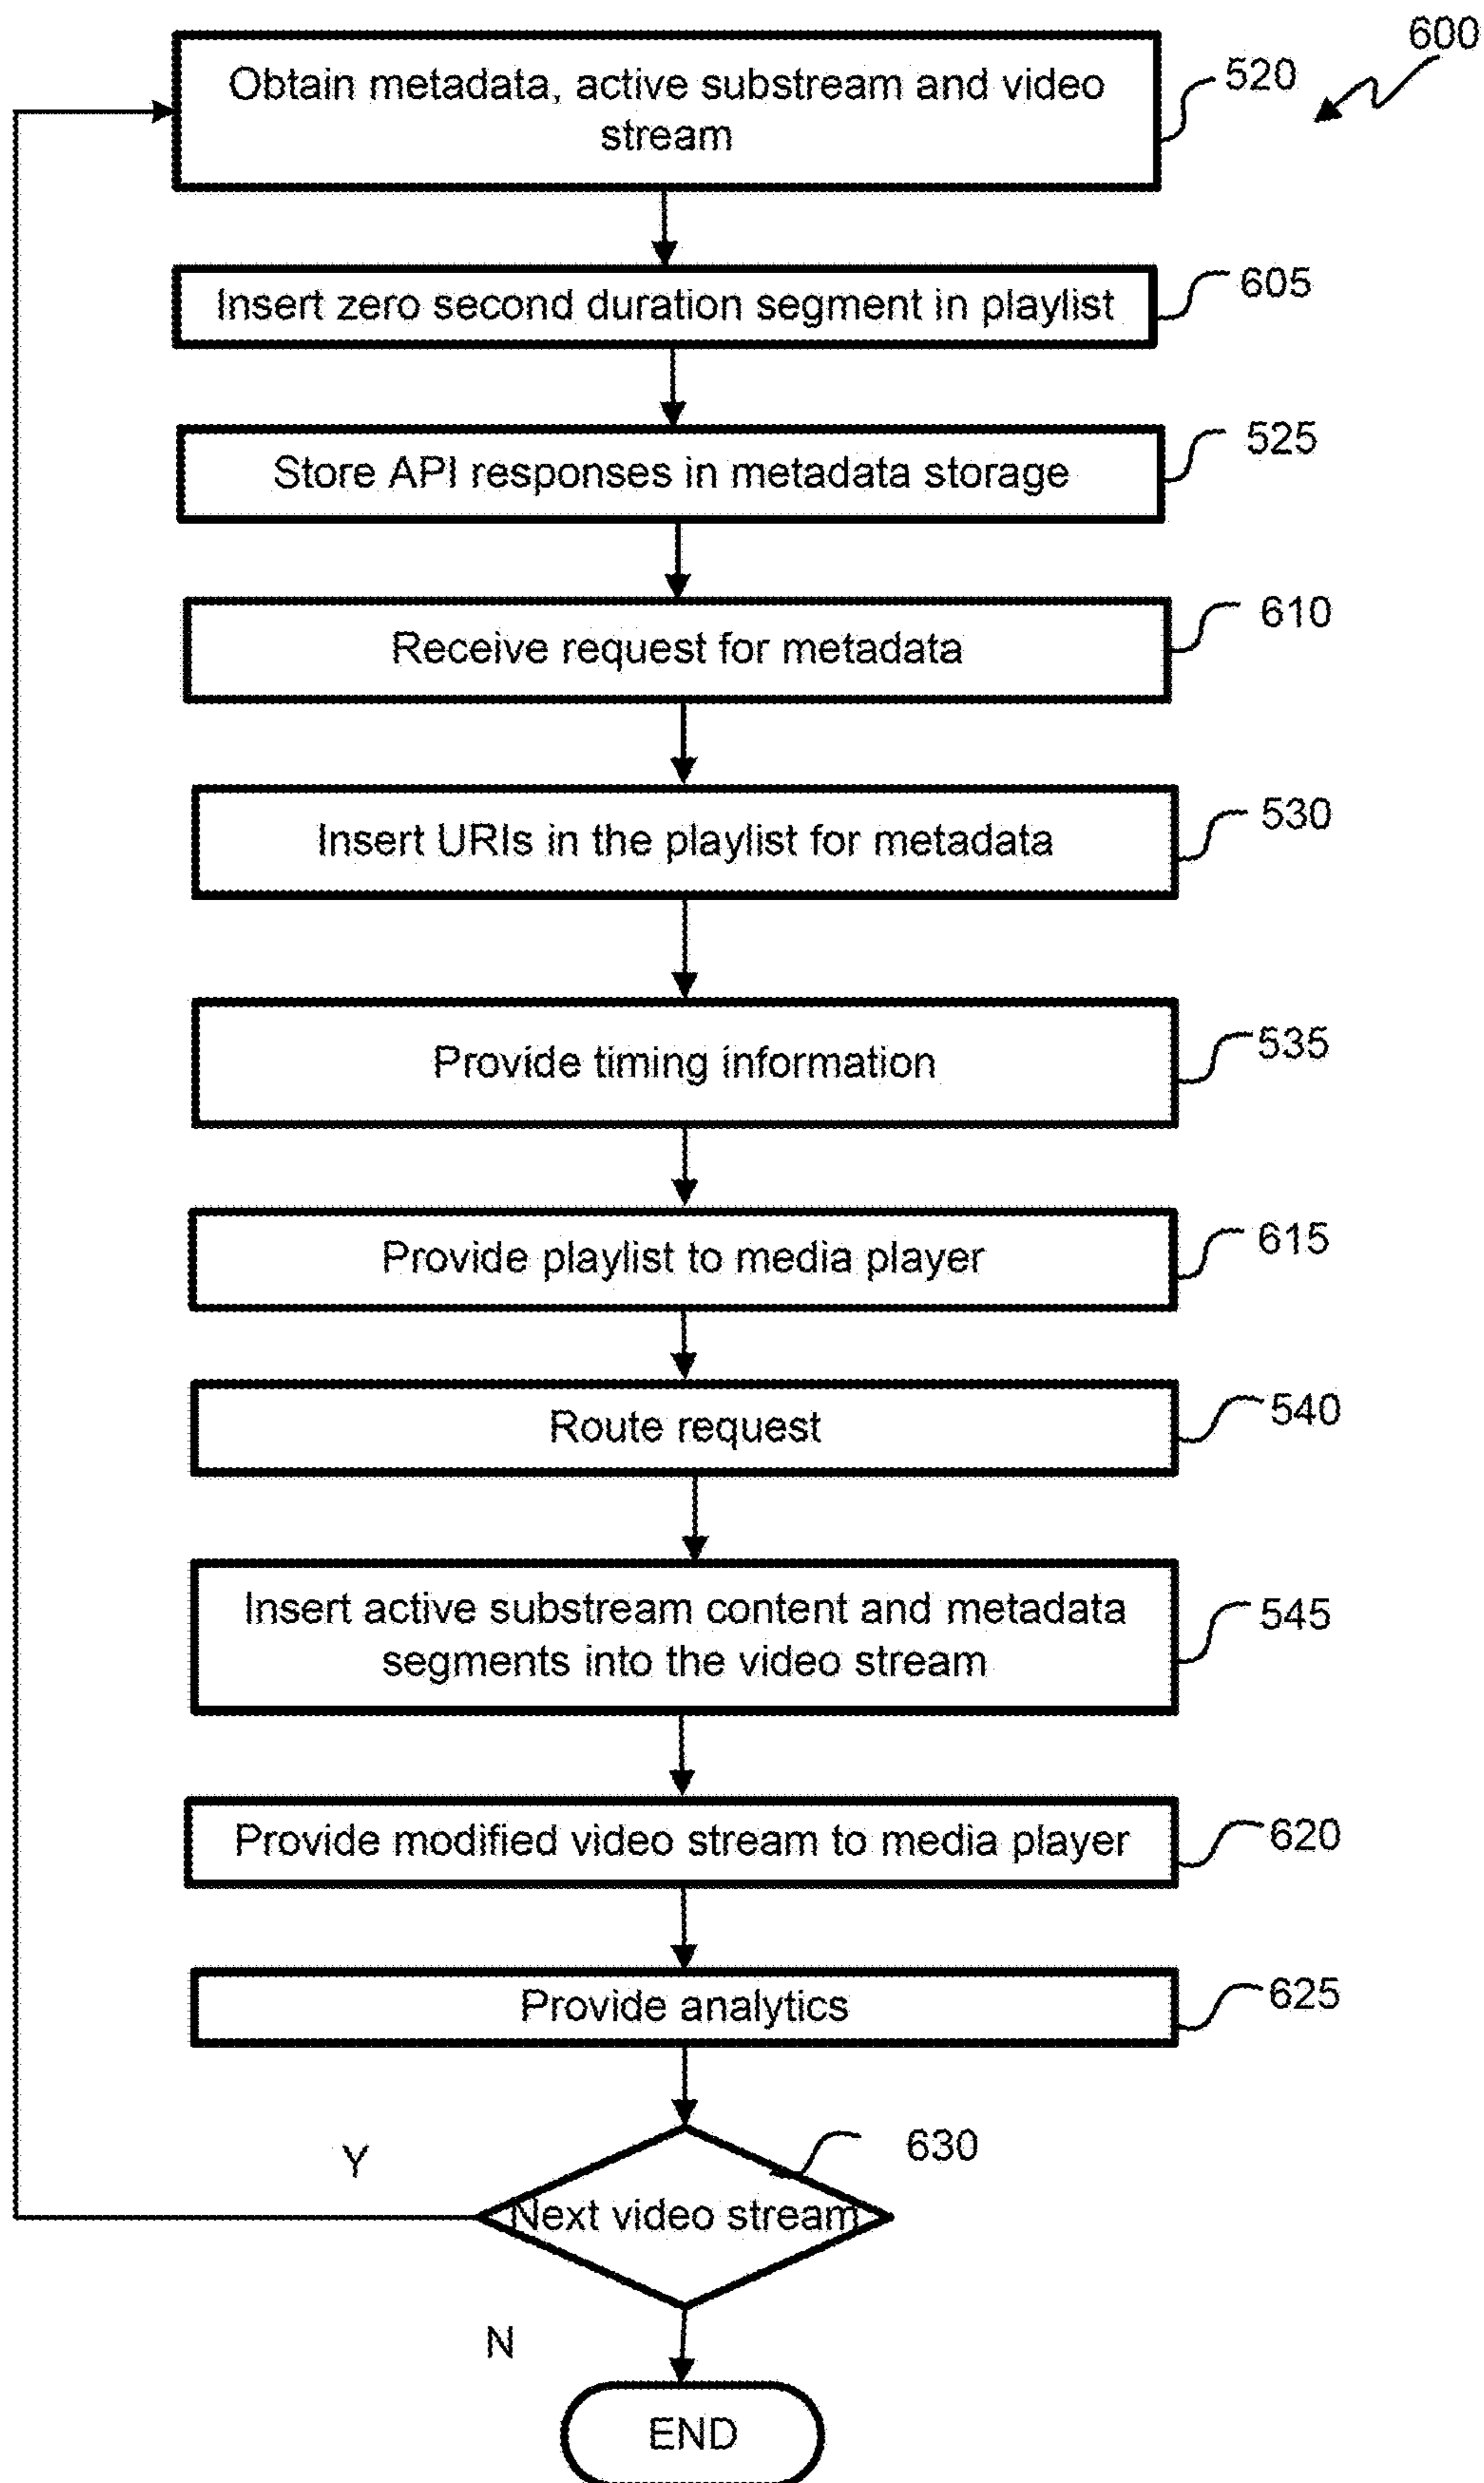 600
Obtain metadata, active substream and video
stream
520
Insert zero second duration segment in playlist
605
Store API responses in metadata storage
525
Receive request for metadata
610
Insert URIs in the playlist for metadata
530
Provide timing information
535
Provide playlist to media player
615
Route request
540
Insert active substream content and metadata
segments into the video stream
545
Provide modified video stream to media player
620
Provide analytics
625
630
Y
Next video stream
N
END